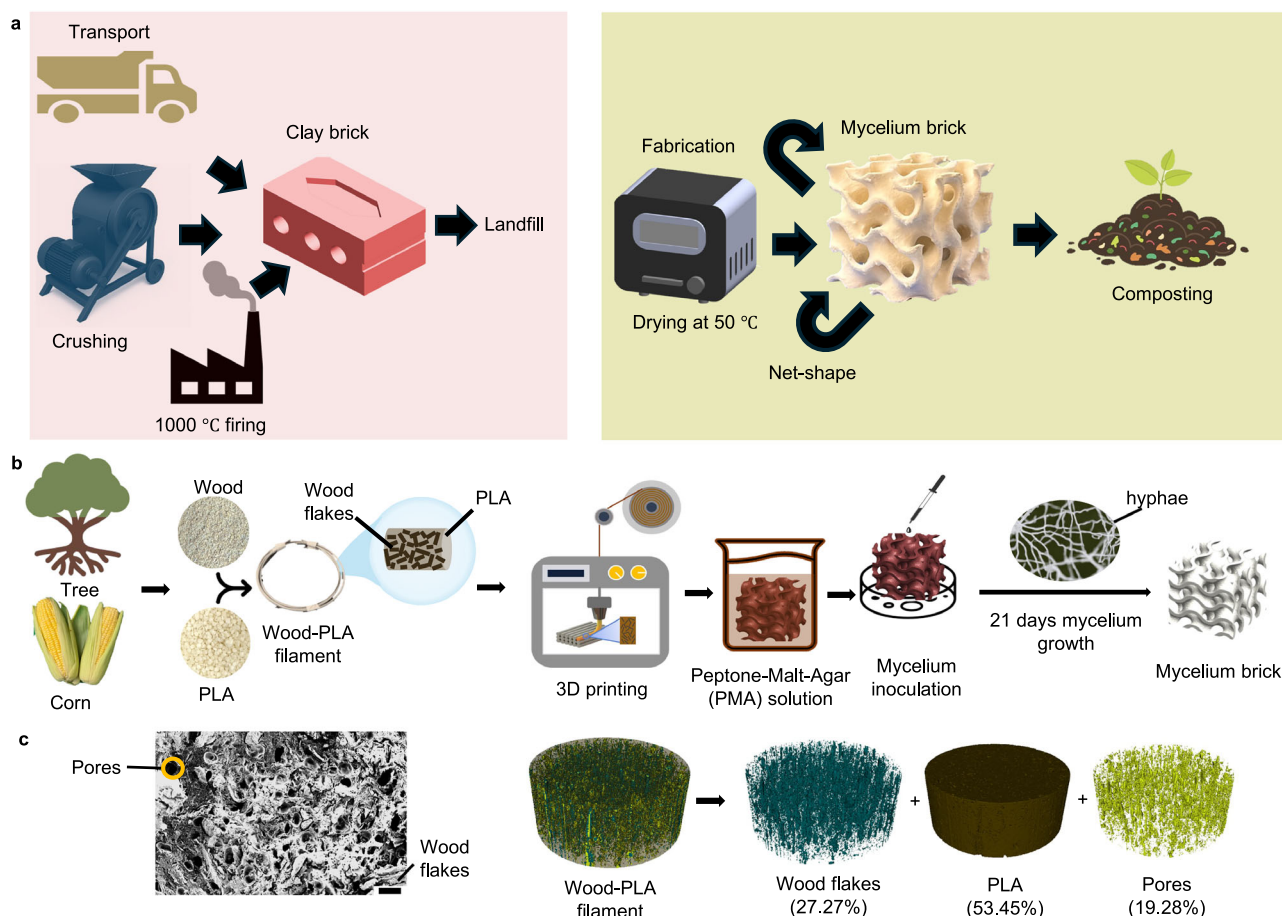 a
Transport
Clay brick
Landfill
Crushing
1000 °C firing
Fabrication
Mycelium brick
Drying at 50 °C
Net-shape
Composting
b
Tree
Corn
Wood
PLA
Wood-PLA
filament
Wood
flakes
PLA
3D printing
Peptone-Malt-Agar
(PMA) solution
Mycelium
inoculation
hyphae
21 days mycelium
growth
Mycelium brick
c
Pores
Wood
flakes
Wood-PLA
filament
Wood flakes
(27.27%)
+
PLA
(53.45%)
+
Pores
(19.28%)